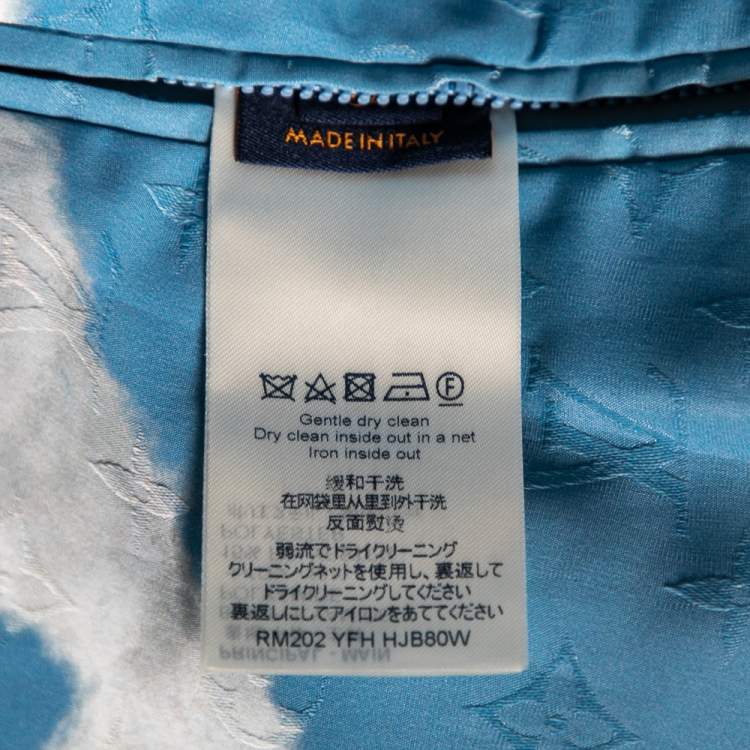 MADE IN ITALY
F
Gentle dry clean
Dry clean inside out in a net
Iron inside out
缓和干洗
在网袋里从里到外干洗
反面熨烫
弱流でドライクリーニング
クリーニングネットを使用し、裏返して
ドライクリーニングしてください
裏返しにしてアイロンをあててください
RM202 YFH HJB80W